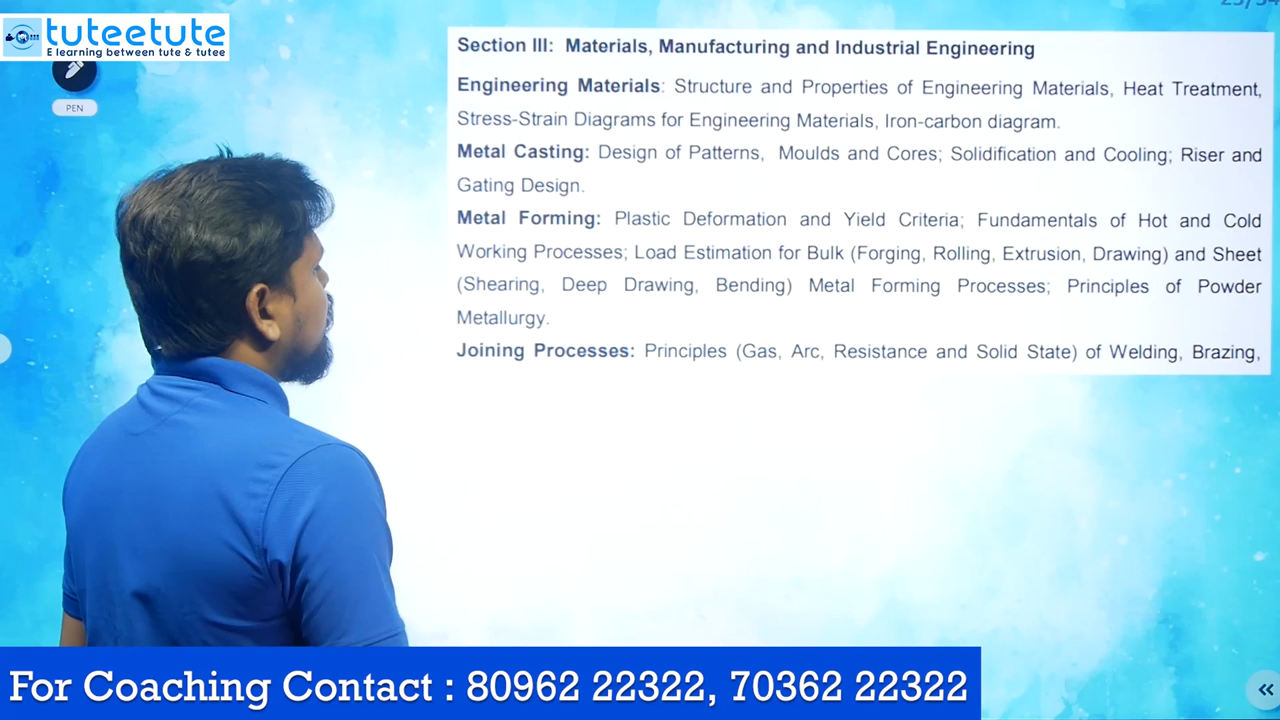 tuteetute
E learning between tute & tutee
PEN
Section III: Materials, Manufacturing and Industrial Engineering
Engineering Materials: Structure and Properties of Engineering Materials, Heat Treatment,
Stress-Strain Diagrams for Engineering Materials, Iron-carbon diagram.
Metal Casting: Design of Patterns, Moulds and Cores; Solidification and Cooling; Riser and
Gating Design.
Metal Forming: Plastic Deformation and Yield Criteria; Fundamentals of Hot and Cold
Working Processes; Load Estimation for Bulk (Forging, Rolling, Extrusion, Drawing) and Sheet
(Shearing, Deep Drawing, Bending) Metal Forming Processes; Principles of Powder
Metallurgy.
Joining Processes: Principles (Gas, Arc, Resistance and Solid State) of Welding, Brazing,
For Coaching Contact : 80962 22322, 70362 22322